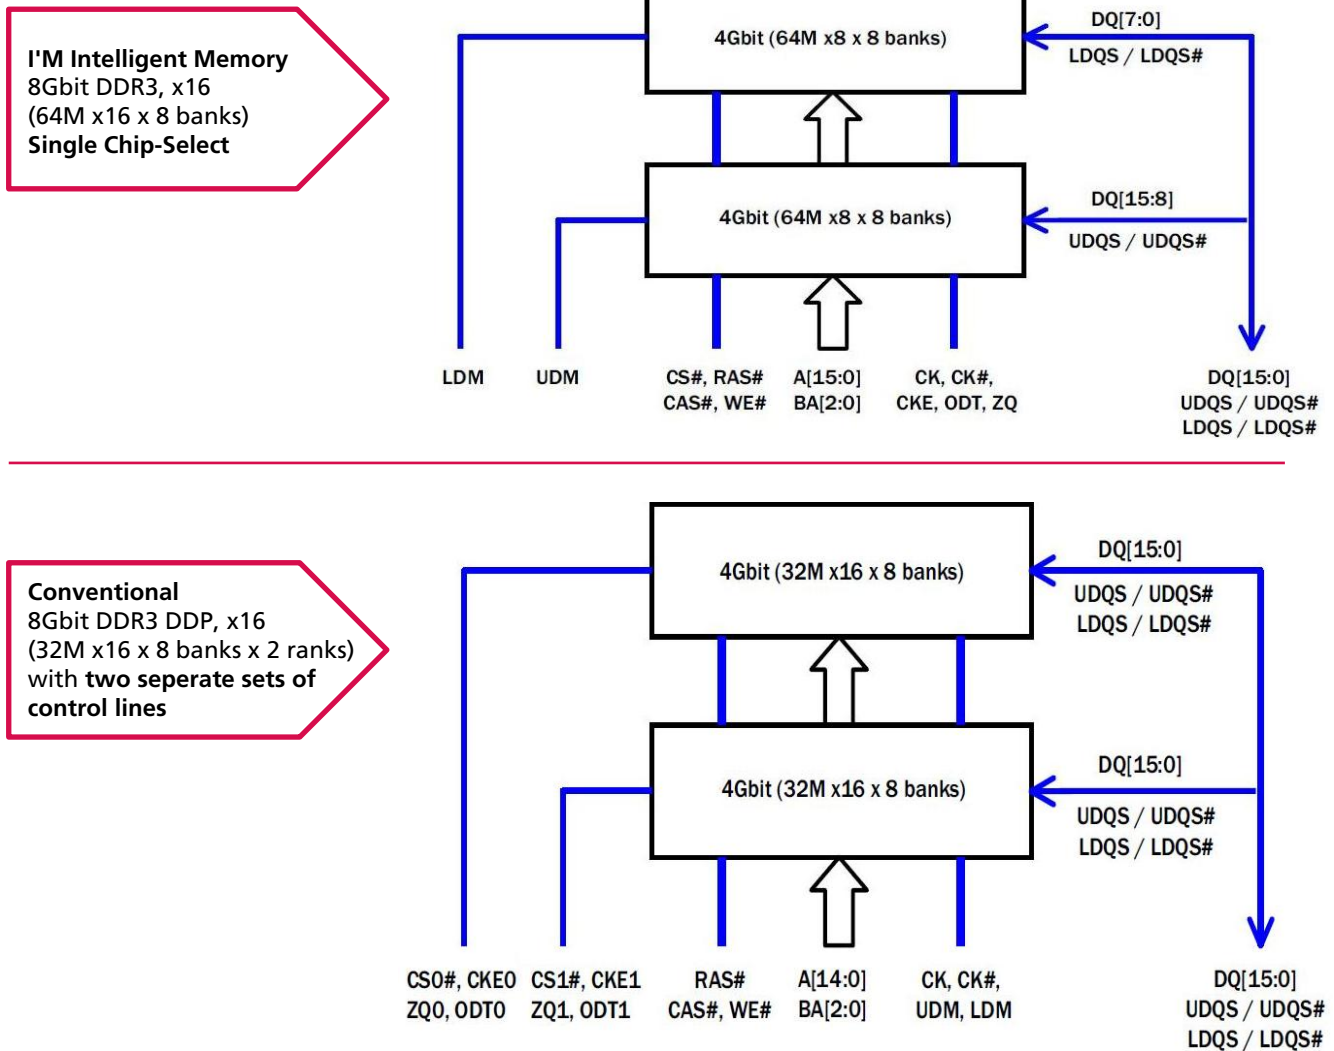 I'M Intelligent Memory
8Gbit DDR3, x16
(64M x16 x 8 banks)
Single Chip-Select
4Gbit (64M x8 x 8 banks)
DQ[7:0]
LDQS / LDQS#
4Gbit (64M x8 x 8 banks)
DQ[15:8]
UDQS / UDQS#
LDM
UDM
CS#, RAS#
CAS#, WE#
A[15:0]
BA[2:0]
CK, CK#,
CKE, ODT, ZQ
DQ[15:0]
UDQS / UDQS#
LDQS / LDQS#
Conventional
8Gbit DDR3 DDP, x16
(32M x16 x 8 banks x 2 ranks)
with two seperate sets of
control lines
4Gbit (32M x16 x 8 banks)
DQ[15:0]
UDQS / UDQS#
LDQS / LDQS#
4Gbit (32M x16 x 8 banks)
DQ[15:0]
UDQS / UDQS#
LDQS / LDQS#
CS0#, CKE0
ZQ0, ODT0
CS1#, CKE1
ZQ1, ODT1
RAS#
CAS#, WE#
A[14:0]
BA[2:0]
CK, CK#,
UDM, LDM
DQ[15:0]
UDQS / UDQS#
LDQS / LDQS#